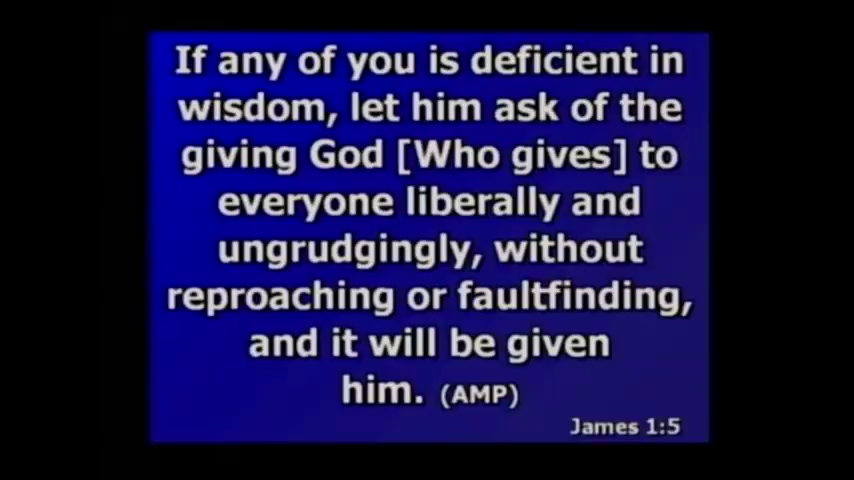 If any of you is deficient in
wisdom, let him ask of the
giving God [Who gives] to
everyone liberally and
ungrudgingly, without
reproaching or faultfinding,
and it will be given
him. (AMP)
James 1:5